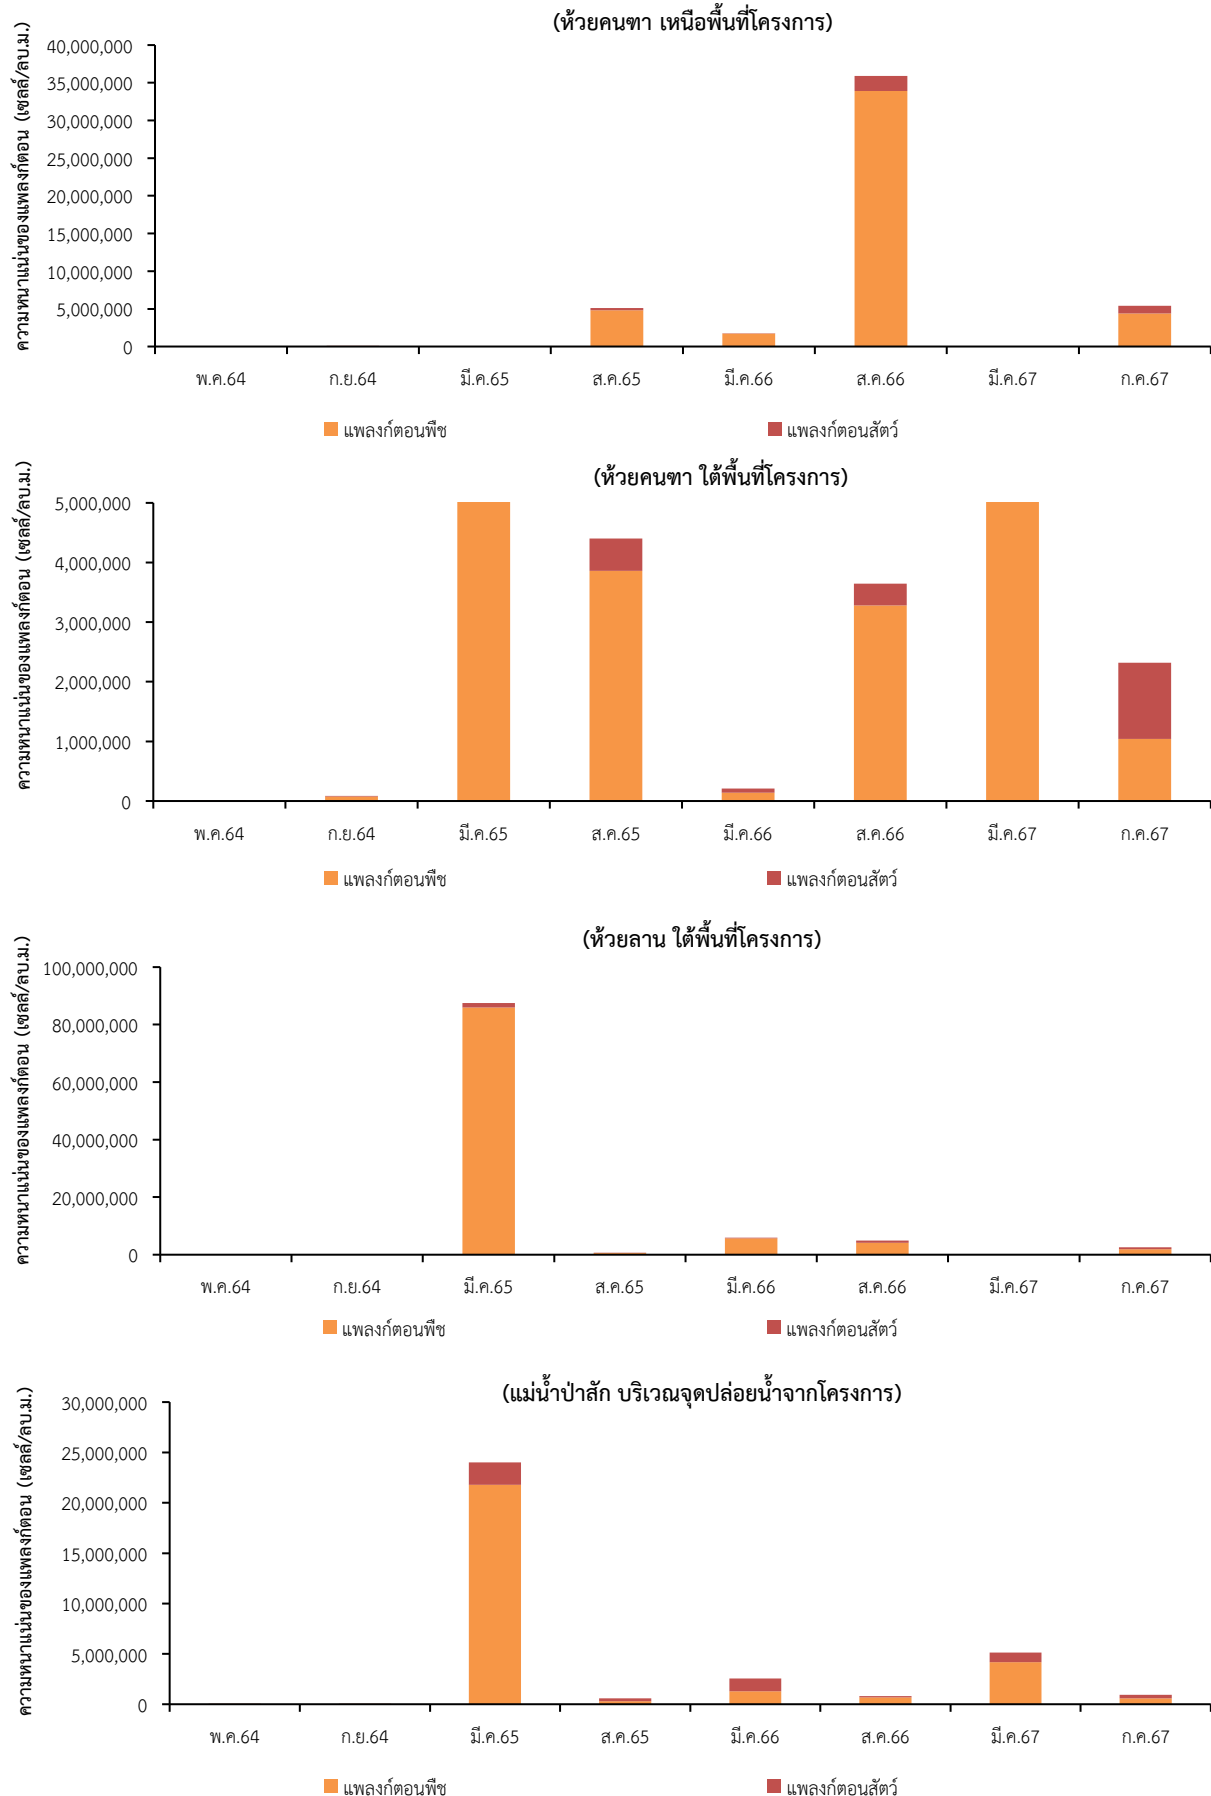 (ห้วยคนฑา เหนือพื้นที่โครงการ)
ความหนาแน่นของแพลงก์ตอน (เซลล์/ลบ.ม.)
40,000,000
35,000,000
30,000,000
25,000,000
20,000,000
15,000,000
10,000,000
5,000,000
0
พ.ค.64 ก.ย.64 มี.ค.65 ส.ค.65 มี.ค.66 ส.ค.66 มี.ค.67 ก.ค.67
แพลงก์ตอนพืช แพลงก์ตอนสัตว์
(ห้วยคนฑา ใต้พื้นที่โครงการ)
ความหนาแน่นของแพลงก์ตอน (เซลล์/ลบ.ม.)
5,000,000
4,000,000
3,000,000
2,000,000
1,000,000
0
พ.ค.64 ก.ย.64 มี.ค.65 ส.ค.65 มี.ค.66 ส.ค.66 มี.ค.67 ก.ค.67
แพลงก์ตอนพืช แพลงก์ตอนสัตว์
(ห้วยลาน ใต้พื้นที่โครงการ)
ความหนาแน่นของแพลงก์ตอน (เซลล์/ลบ.ม.)
100,000,000
80,000,000
60,000,000
40,000,000
20,000,000
0
พ.ค.64 ก.ย.64 มี.ค.65 ส.ค.65 มี.ค.66 ส.ค.66 มี.ค.67 ก.ค.67
แพลงก์ตอนพืช แพลงก์ตอนสัตว์
(แม่น้ำป่าสัก บริเวณจุดปล่อยน้ำจากโครงการ)
ความหนาแน่นของแพลงก์ตอน (เซลล์/ลบ.ม.)
30,000,000
25,000,000
20,000,000
15,000,000
10,000,000
5,000,000
0
พ.ค.64 ก.ย.64 มี.ค.65 ส.ค.65 มี.ค.66 ส.ค.66 มี.ค.67 ก.ค.67
แพลงก์ตอนพืช แพลงก์ตอนสัตว์